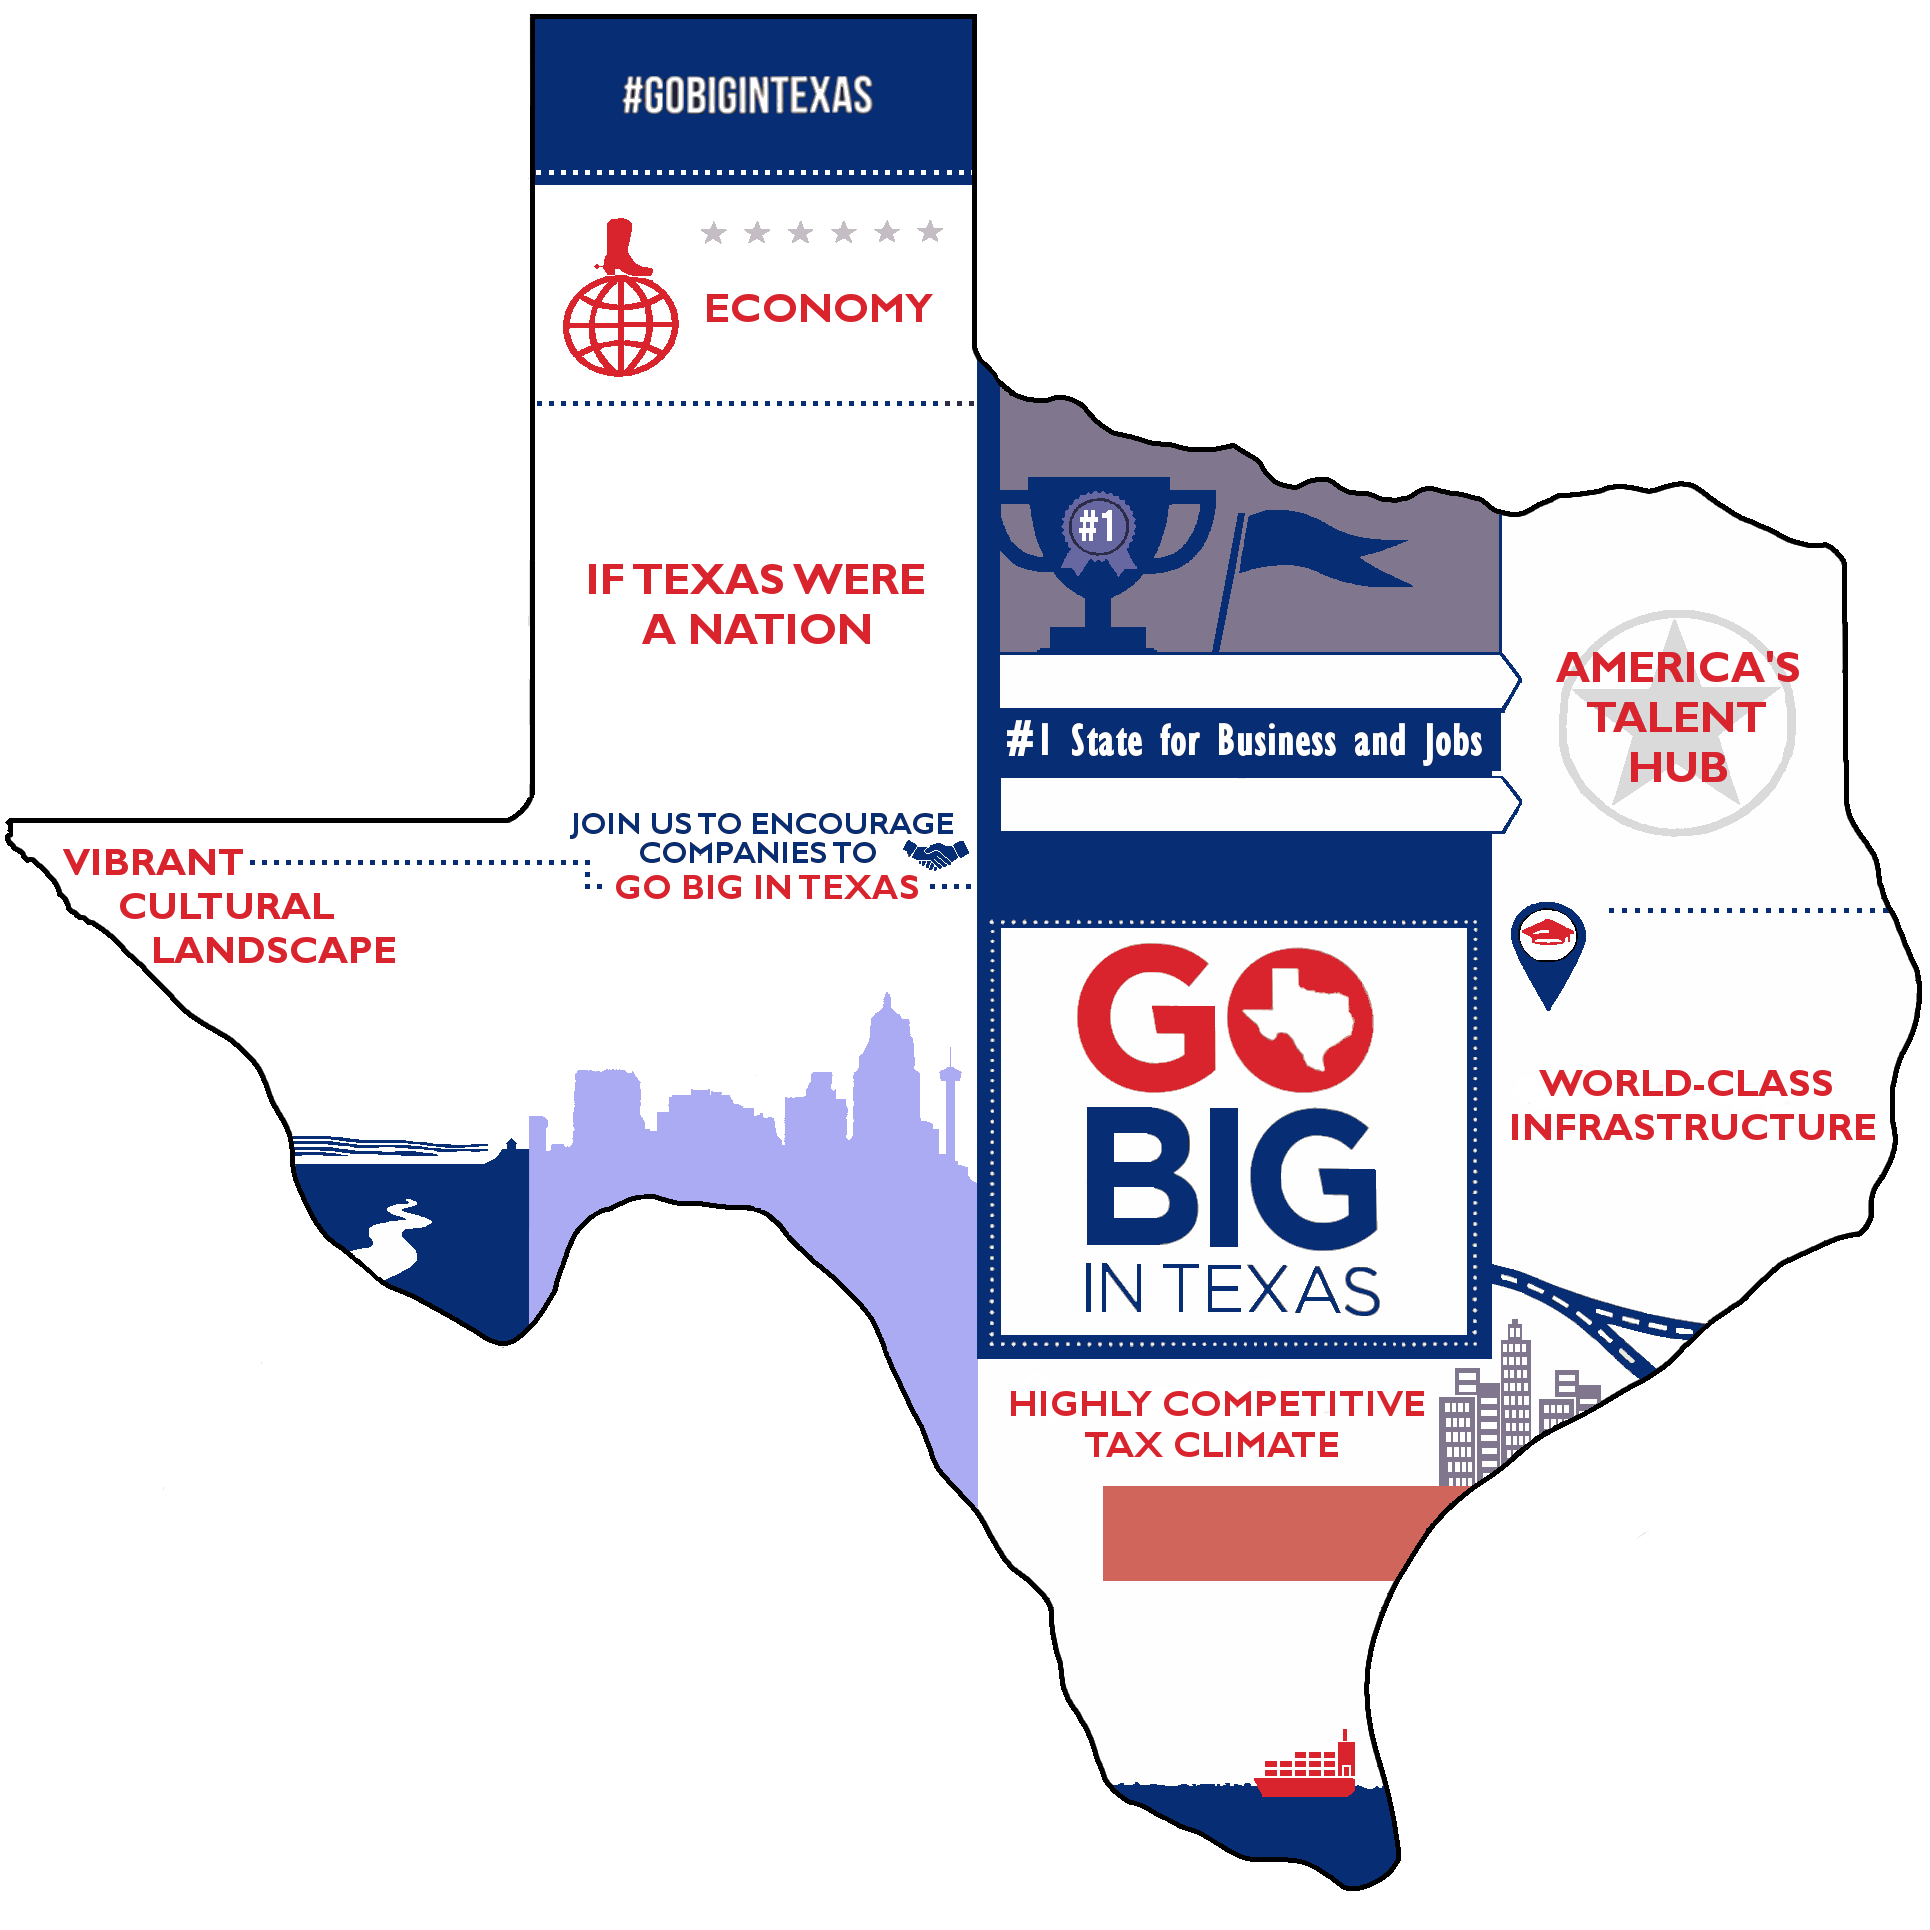 #GOBIGINTEXAS
ECONOMY
IF TEXAS WERE
A NATION
#1
#1 State for Business and Jobs
AMERICA'S
TALENT
HUB
JOIN US TO ENCOURAGE
COMPANIES TO
GO BIG IN TEXAS
VIBRANT
CULTURAL
LANDSCAPE
GO
BIG
IN TEXAS
WORLD-CLASS
INFRASTRUCTURE
HIGHLY COMPETITIVE
TAX CLIMATE